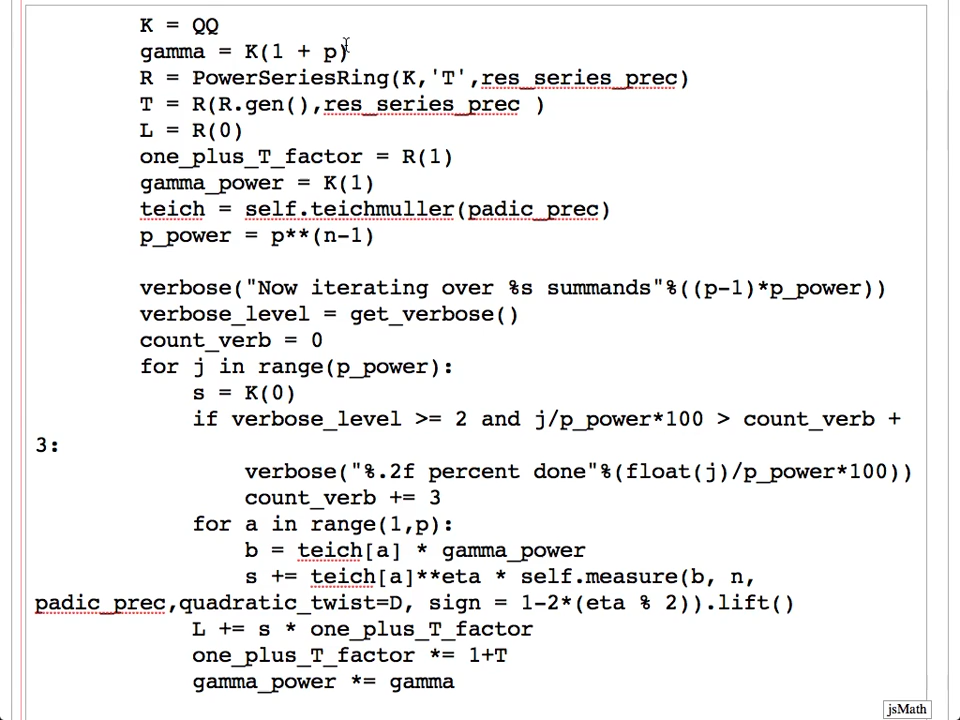 K = QQ
gamma = K(1 + p)
R = PowerSeriesRing(K,'T',res_series_prec)
T = R(R.gen(),res_series_prec )
L = R(0)
one_plus_T_factor = R(1)
gamma_power = K(1)
teich = self.teichmuller(padic_prec)
p_power = p**(n-1)
verbose("Now iterating over %s summands"%((p-1)*p_power))
verbose_level = get_verbose()
count_verb = 0
for j in range(p_power):
s = K(0)
if verbose_level >= 2 and j/p_power*100 > count_verb +
3:
verbose("%.2f percent done"%(float(j)/p_power*100))
count_verb += 3
for a in range(1,p):
b = teich[a] * gamma_power
s += teich[a]**eta * self.measure(b, n,
padic_prec,quadratic_twist=D, sign = 1-2*(eta % 2)).lift()
L += s * one_plus_T_factor
one_plus_T_factor *= 1+T
gamma_power *= gamma
jsMath